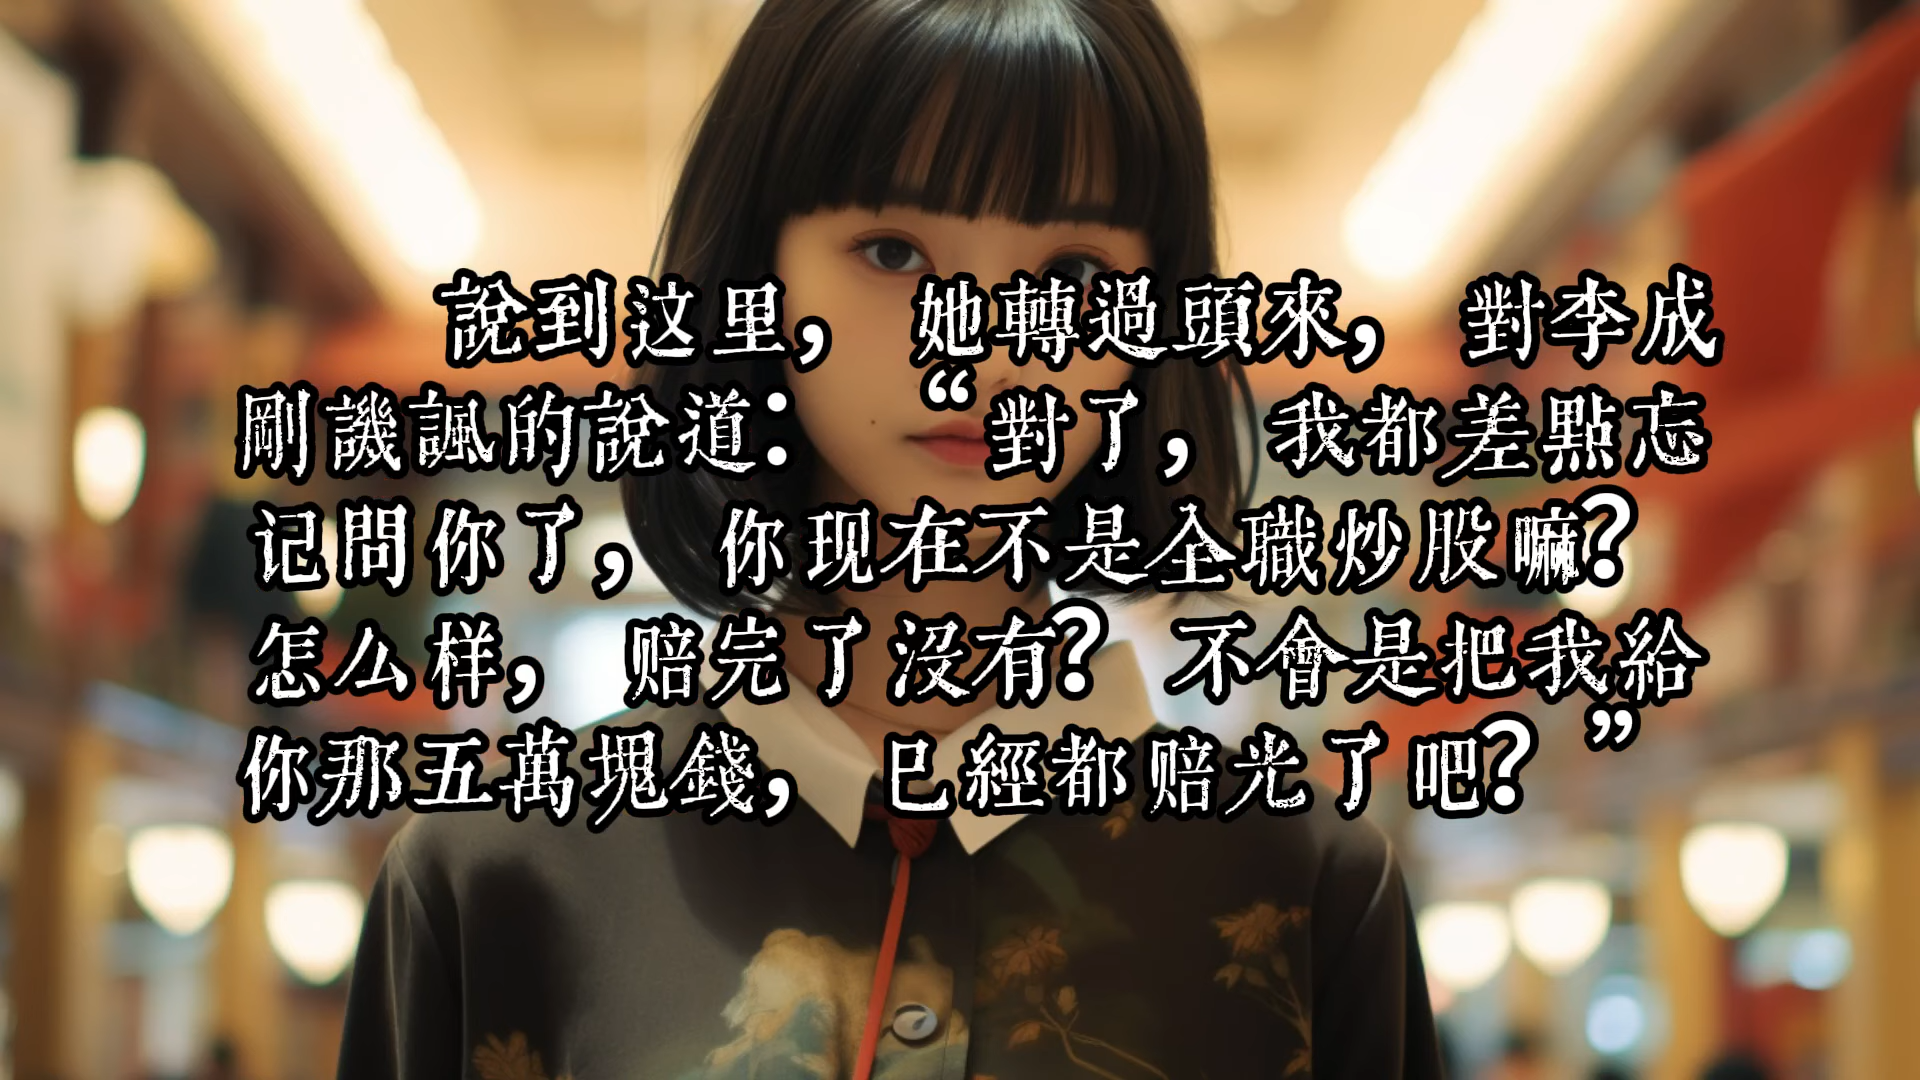 說到这里，她轉過頭來，對李成
剛譏諷的說道：“對了，我都差點忘
记問你了，你现在不是全職炒股嘛？
怎么样，赔完了沒有？不會是把我給
你那五萬塊錢，已經都赔光了吧？”